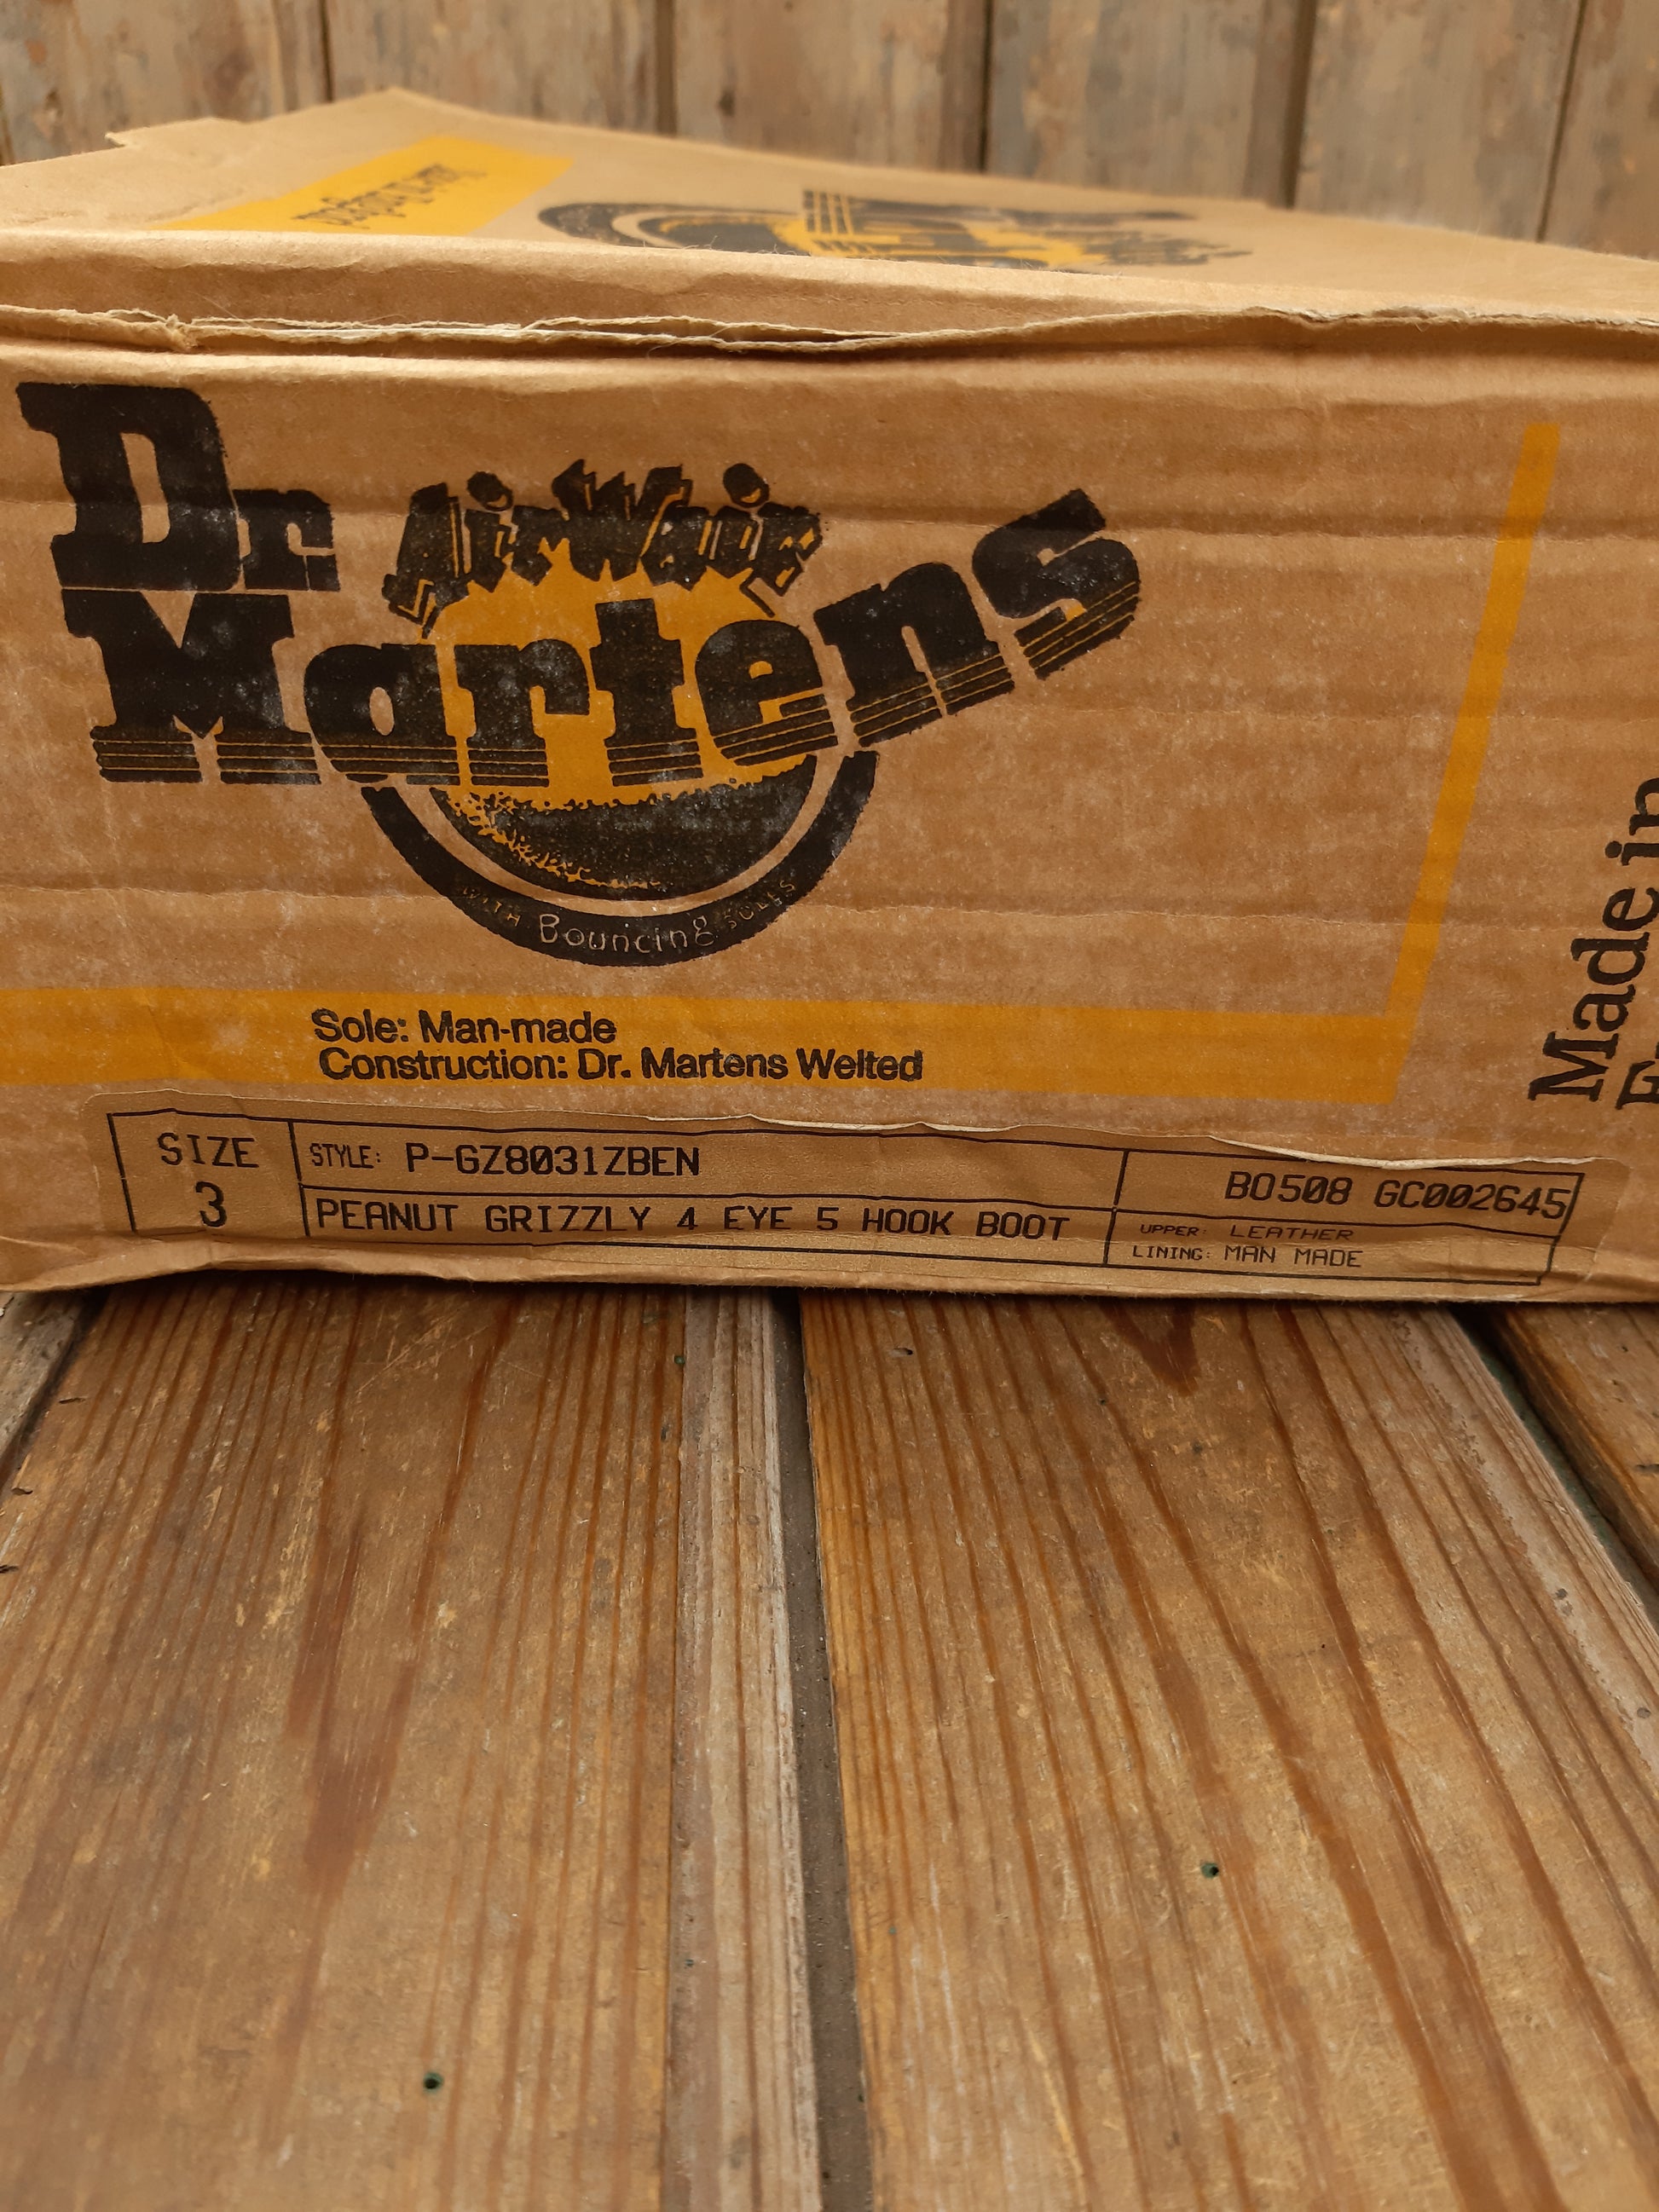 Dr
AirWair
Martens
WITH Bouncing SOLES
Made in
Sole: Man-made
Construction: Dr. Martens Welted
SIZE
3
STYLE: P-GZ8031ZBEN
PEANUT GRIZZLY 4 EYE 5 HOOK BOOT
BO508 GC002645
UPPER: LEATHER
LINING: MAN MADE